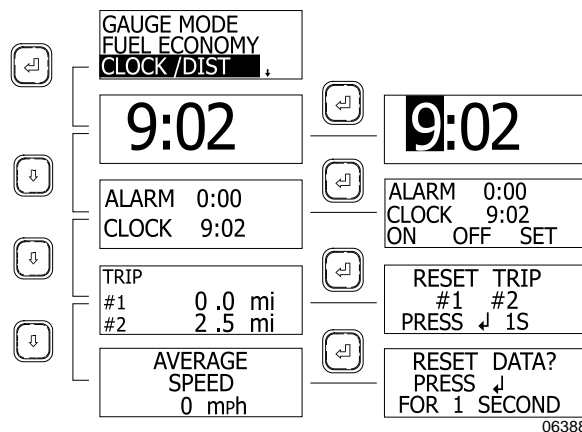 GAUGE MODE
FUEL ECONOMY
CLOCK /DIST
9:02
9:02
ALARM 0:00
CLOCK 9:02
ALARM 0:00
CLOCK 9:02
ON OFF SET
TRIP
#1 0.0 mi
#2 2.5 mi
RESET TRIP
#1 #2
PRESS ↲ 1S
AVERAGE
SPEED
0 mPh
RESET DATA?
PRESS ↲
FOR 1 SECOND
06388